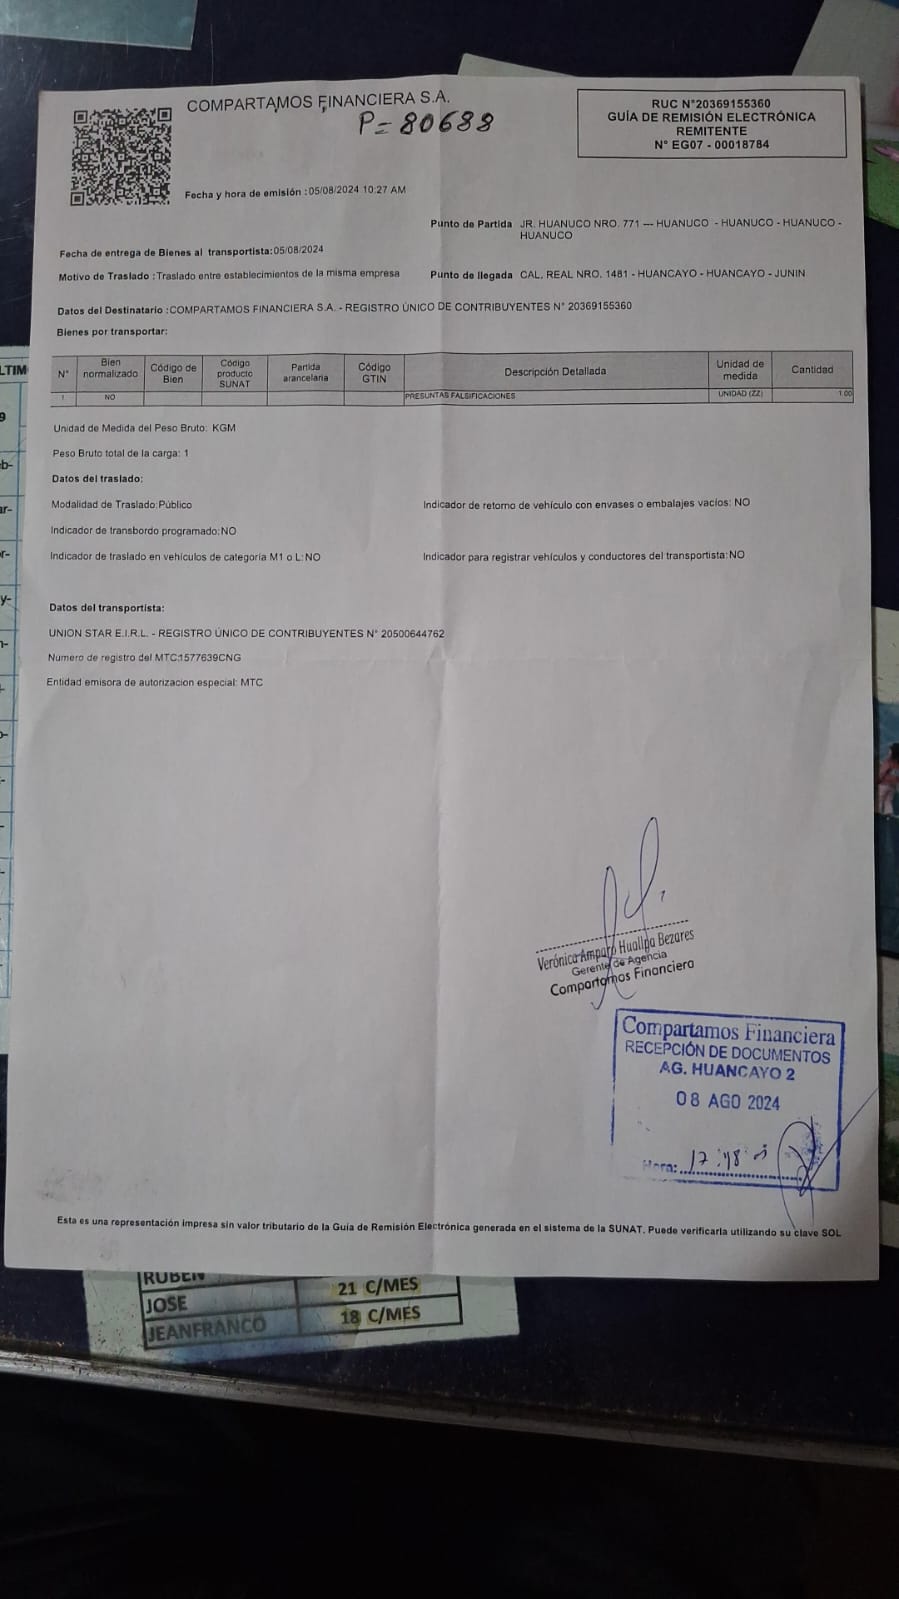 COMPARTAMOS FINANCIERA S.A.
P= 80688
RUC N°20369155360
GUÍA DE REMISIÓN ELECTRÓNICA
REMITENTE
N° EG07 - 00018784
Fecha y hora de emisión :05/08/2024 10:27 AM
Punto de Partida JR. HUANUCO NRO. 771 --- HUANUCO - HUANUCO - HUANUCO -
HUANUCO
Fecha de entrega de Bienes al transportista:05/08/2024
Motivo de Traslado :Traslado entre establecimientos de la misma empresa
Punto de llegada CAL. REAL NRO. 1481 - HUANCAYO - HUANCAYO - JUNIN
Datos del Destinatario :COMPARTAMOS FINANCIERA S.A. - REGISTRO ÚNICO DE CONTRIBUYENTES N° 20369155360
Bienes por transportar:
N° Bien normalizado Código de Bien Código producto SUNAT Partida arancelaria Código GTIN Descripción Detallada Unidad de medida Cantidad
1 NO PRESUNTAS FALSIFICACIONES UNIDAD (ZZ) 1.00
Unidad de Medida del Peso Bruto: KGM
Peso Bruto total de la carga: 1
Datos del traslado:
Modalidad de Traslado:Público
Indicador de retorno de vehículo con envases o embalajes vacíos: NO
Indicador de transbordo programado:NO
Indicador de traslado en vehículos de categoría M1 o L:NO
Indicador para registrar vehículos y conductores del transportista:NO
Datos del transportista:
UNION STAR E.I.R.L. - REGISTRO ÚNICO DE CONTRIBUYENTES N° 20500644762
Numero de registro del MTC:1577639CNG
Entidad emisora de autorizacion especial: MTC
Verónica Amparo Huallpa Bezares
Gerente de Agencia
Compartamos Financiera
Compartamos Financiera
RECEPCIÓN DE DOCUMENTOS
AG. HUANCAYO 2
08 AGO 2024
Hora:
Esta es una representación impresa sin valor tributario de la Guía de Remisión Electrónica generada en el sistema de la SUNAT. Puede verificarla utilizando su clave SOL
RUBEN
JOSE 21 C/MES
JEANFRANCO 18 C/MES